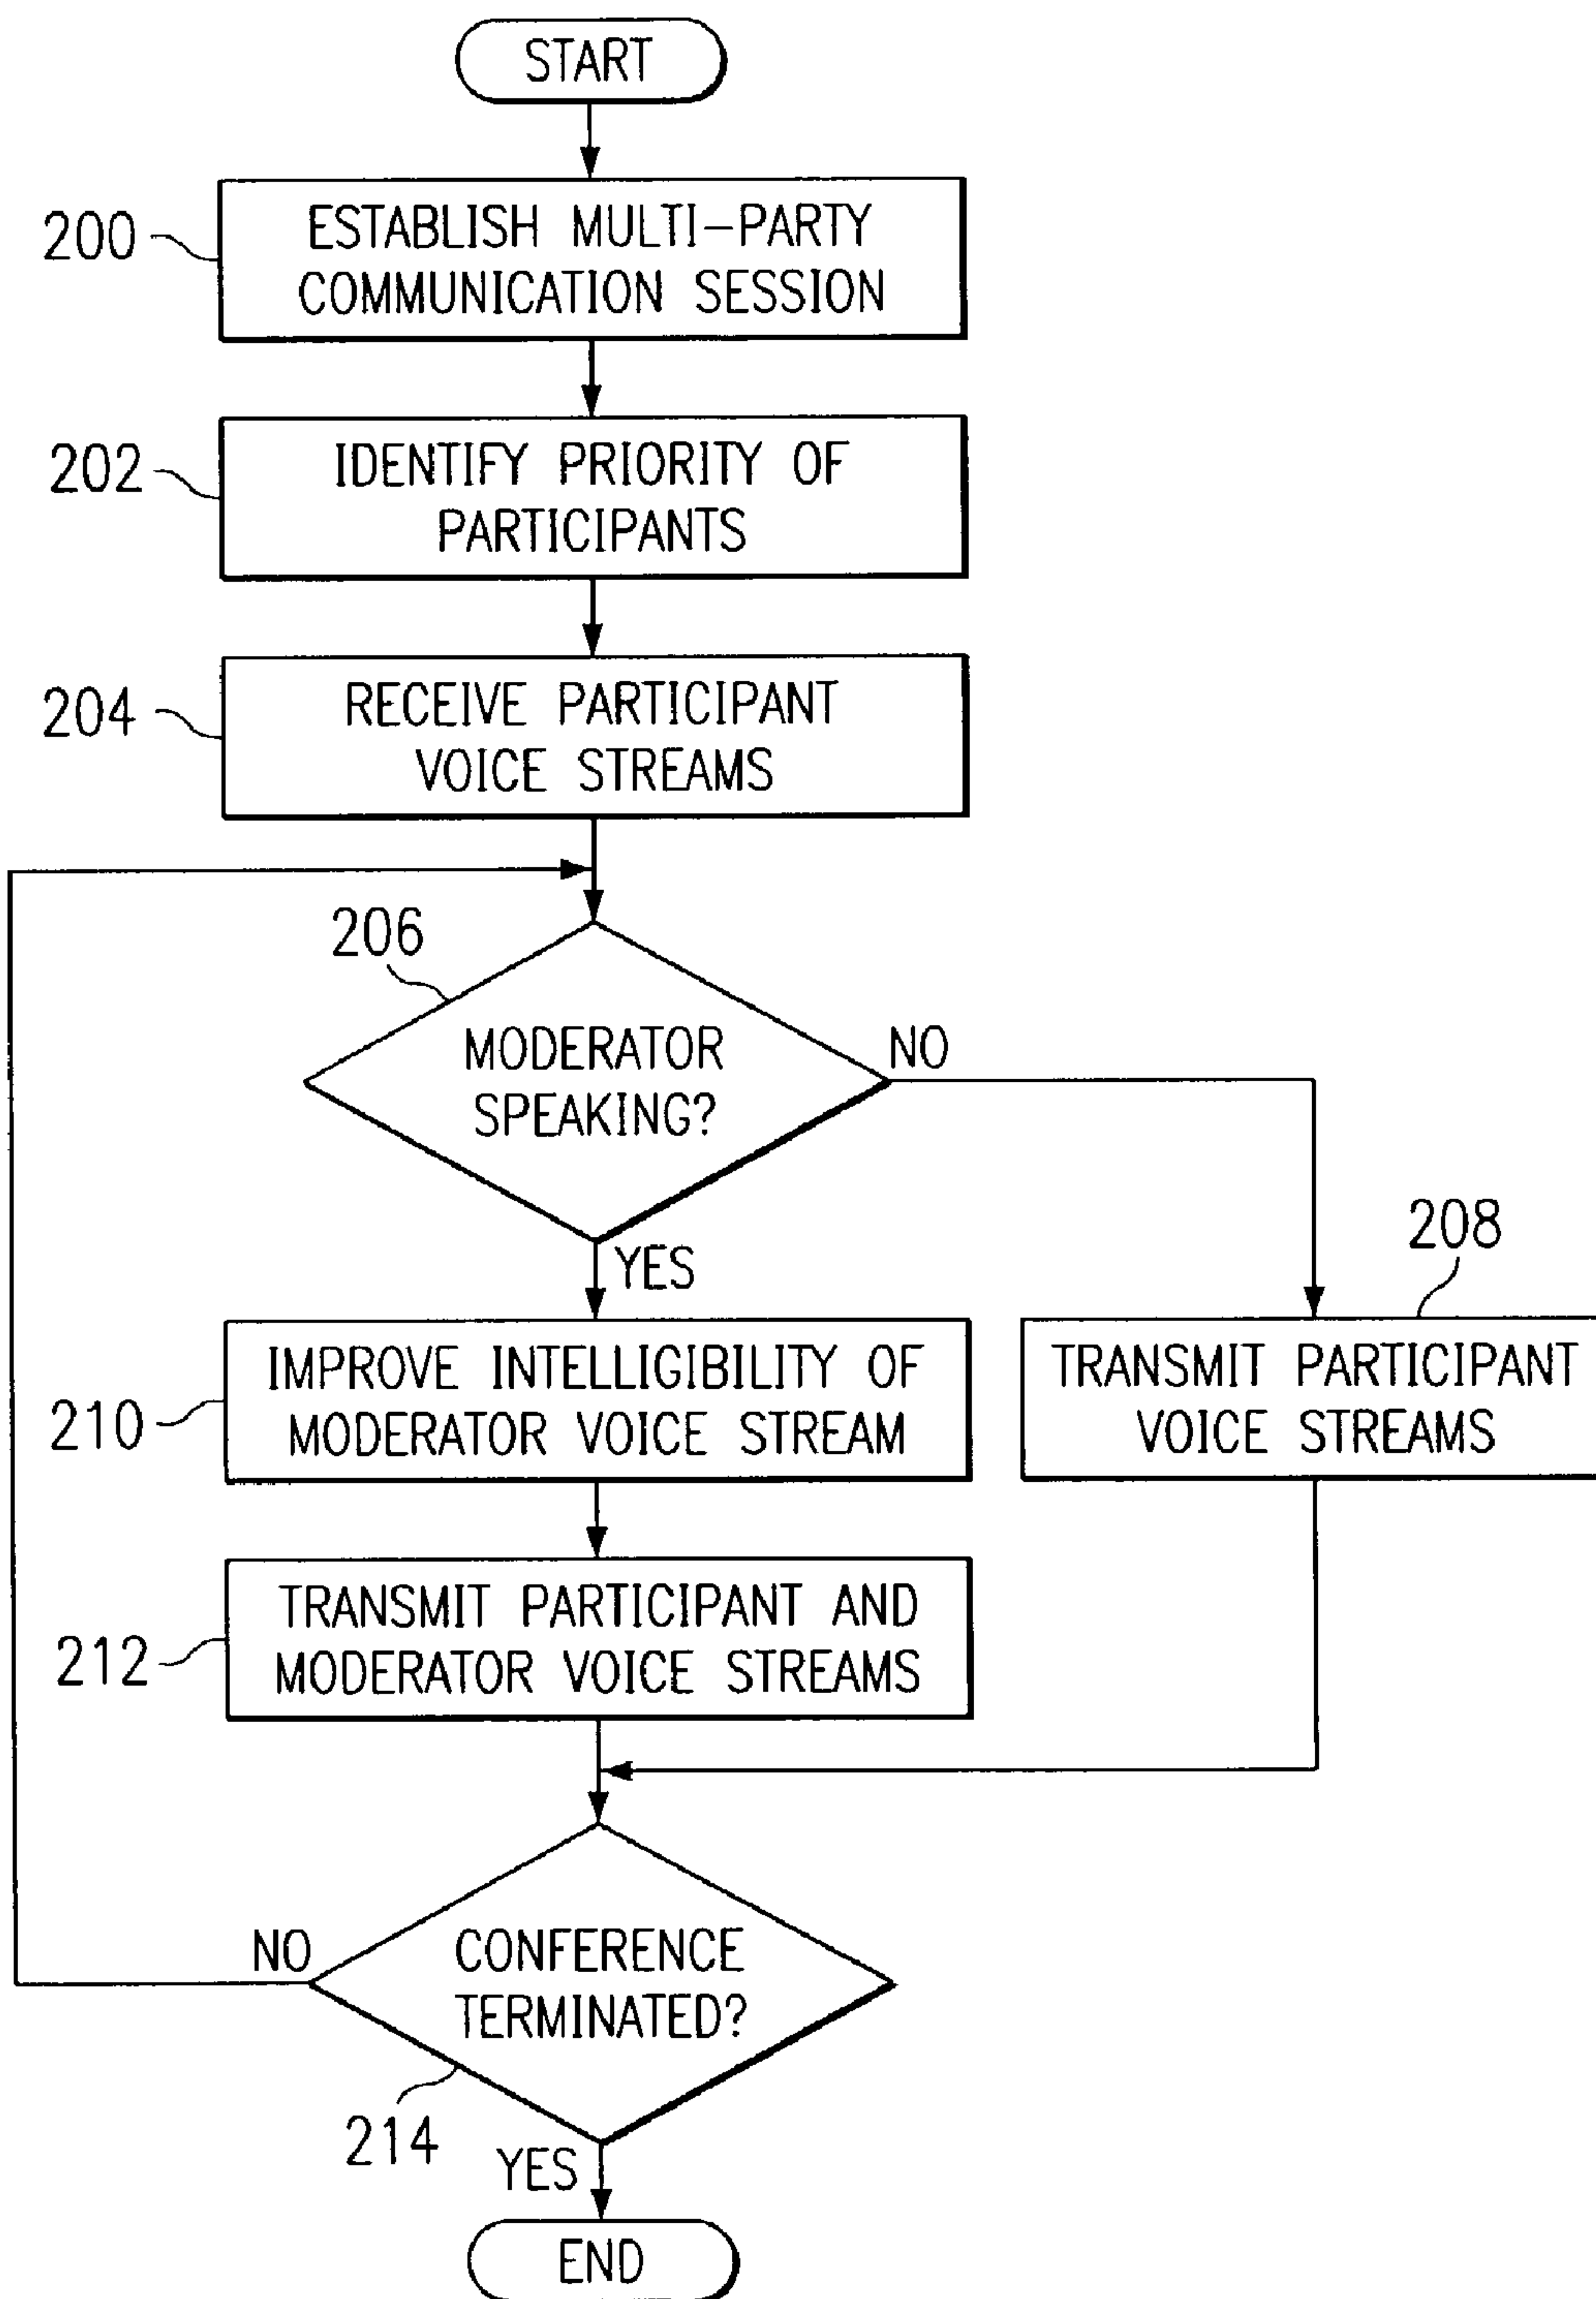 START
200
ESTABLISH MULTI-PARTY
COMMUNICATION SESSION
202
IDENTIFY PRIORITY OF
PARTICIPANTS
204
RECEIVE PARTICIPANT
VOICE STREAMS
206
MODERATOR
SPEAKING?
NO
YES
208
TRANSMIT PARTICIPANT
VOICE STREAMS
210
IMPROVE INTELLIGIBILITY OF
MODERATOR VOICE STREAM
212
TRANSMIT PARTICIPANT AND
MODERATOR VOICE STREAMS
NO
CONFERENCE
TERMINATED?
214
YES
END